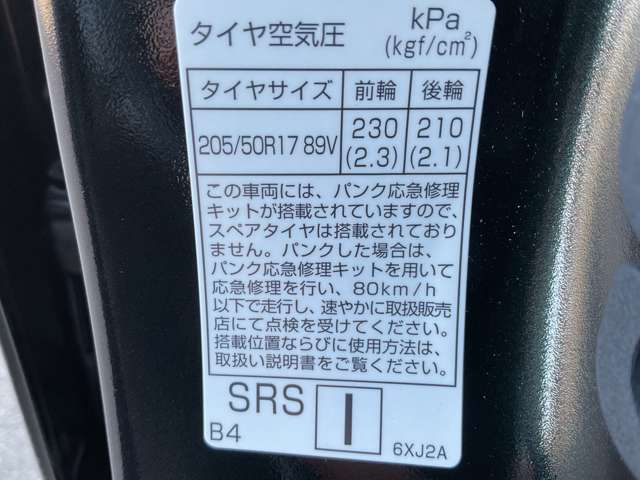 タイヤ空気圧 kPa
(kgf/cm²)
タイヤサイズ 前輪 後輪
205/50R17 89V 230 210
(2.3) (2.1)
この車両には、パンク応急修理
キットが搭載されていますので、
スペアタイヤは搭載されており
ません。パンクした場合は、
パンク応急修理キットを用いて
応急修理を行い、80km/h
以下で走行し、速やかに取扱販売
店にて点検を受けてください。
搭載位置ならびに使用方法は、
取扱い説明書をご覧ください。
SRS I
B4 6XJ2A